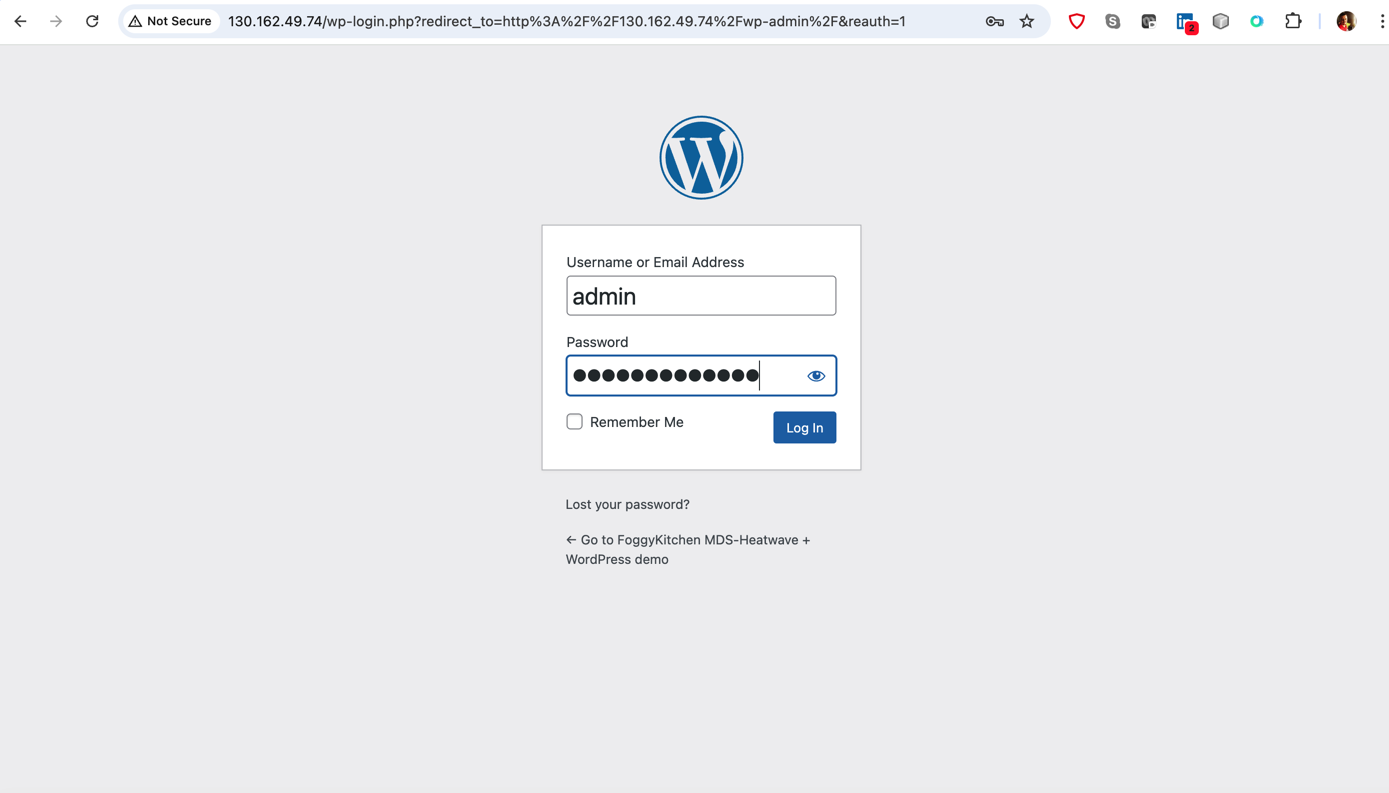 Not Secure 130.162.49.74/wp-login.php?redirect_to=http%3A%2F%2F130.162.49.74%2Fwp-admin%2F&reauth=1
2
Username or Email Address
admin
Password
Remember Me
Log In
Lost your password?
← Go to FoggyKitchen MDS-Heatwave +
WordPress demo